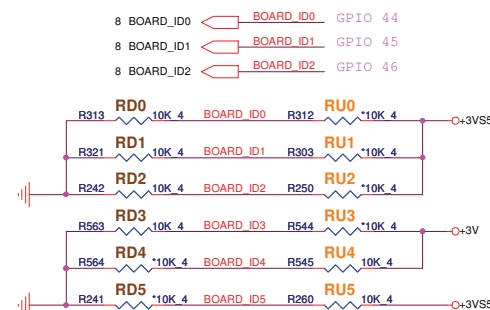 8 BOARD_ID0 BOARD_ID0 GPIO 44
8 BOARD_ID1 BOARD_ID1 GPIO 45
8 BOARD_ID2 BOARD_ID2 GPIO 46
RD0 RU0
R313 10K_4 BOARD_ID0 R312 *10K_4 +3VS5
RD1 RU1
R321 10K_4 BOARD_ID1 R303 *10K_4
RD2 RU2
R242 10K_4 BOARD_ID2 R250 *10K_4
RD3 RU3
R563 10K_4 BOARD_ID3 R544 *10K_4 +3V
RD4 RU4
R564 *10K_4 BOARD_ID4 R545 10K_4
RD5 RU5
R241 *10K_4 BOARD_ID5 R260 10K_4 +3VS5